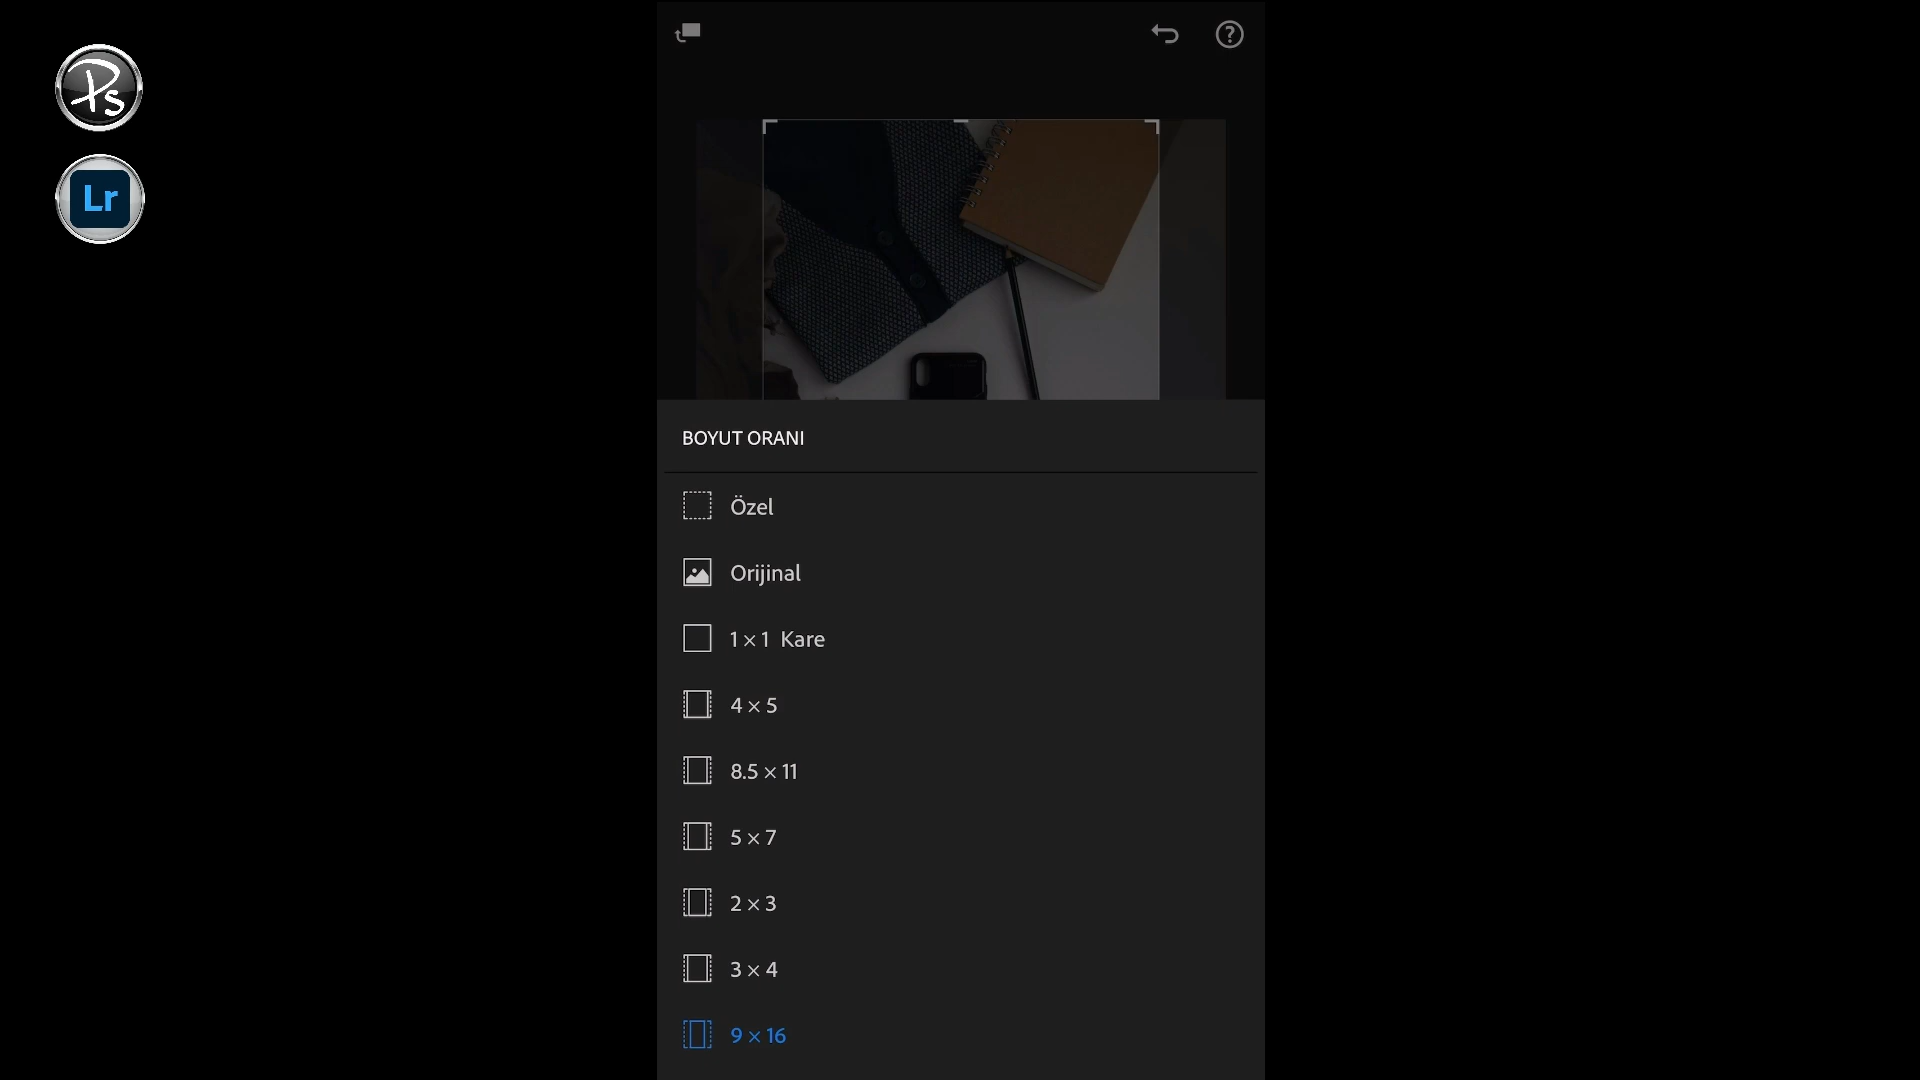 Ps
Lr
BOYUT ORANI
Özel
Orijinal
1 × 1 Kare
4 × 5
8.5 × 11
5 × 7
2 × 3
3 × 4
9 × 16